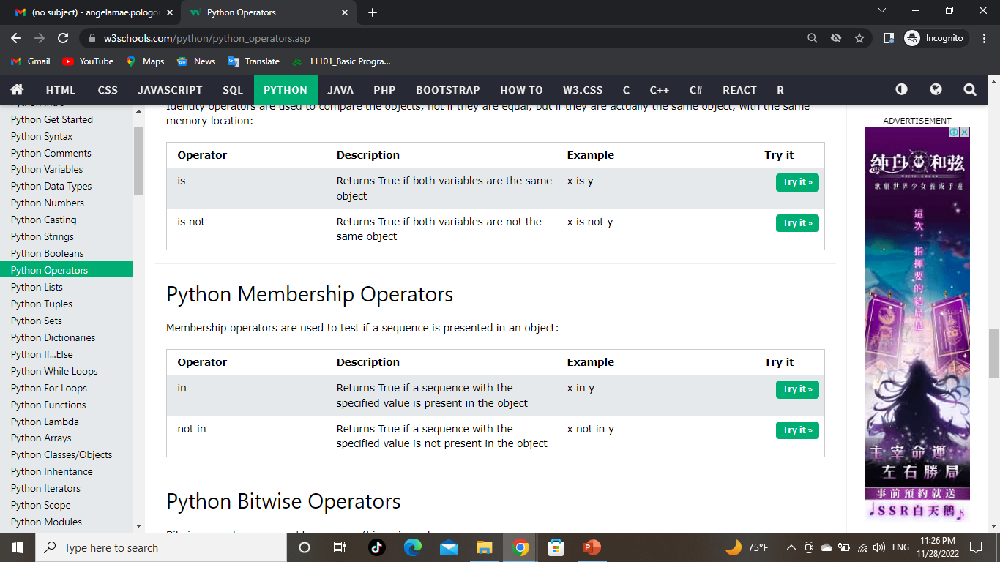 (no subject) - angelamae.pologo
Python Operators
w3schools.com/python/python_operators.asp
Incognito
Gmail
YouTube
Maps
News
Translate
11101_Basic Progra...
HTML
CSS
JAVASCRIPT
SQL
PYTHON
JAVA
PHP
BOOTSTRAP
HOW TO
W3.CSS
C
C++
C#
REACT
R
Python Intro
Python Get Started
Python Syntax
Python Comments
Python Variables
Python Data Types
Python Numbers
Python Casting
Python Strings
Python Booleans
Python Operators
Python Lists
Python Tuples
Python Sets
Python Dictionaries
Python If...Else
Python While Loops
Python For Loops
Python Functions
Python Lambda
Python Arrays
Python Classes/Objects
Python Inheritance
Python Iterators
Python Scope
Python Modules
Identity operators are used to compare the objects, not if they are equal, but if they are actually the same object, with the same
memory location:
Operator Description Example Try it
is Returns True if both variables are the same x is y Try it »
object
is not Returns True if both variables are not the x is not y Try it »
same object
Python Membership Operators
Membership operators are used to test if a sequence is presented in an object:
Operator Description Example Try it
in Returns True if a sequence with the x in y Try it »
specified value is present in the object
not in Returns True if a sequence with the x not in y Try it »
specified value is not present in the object
Python Bitwise Operators
ADVERTISEMENT
純白和弦
歌劇世界少女養成手遊
這次，指揮要的結局是
主宰命運
左右勝局
事前預約就送
SSR白天鵝
Type here to search
75°F
ENG
11:26 PM
11/28/2022